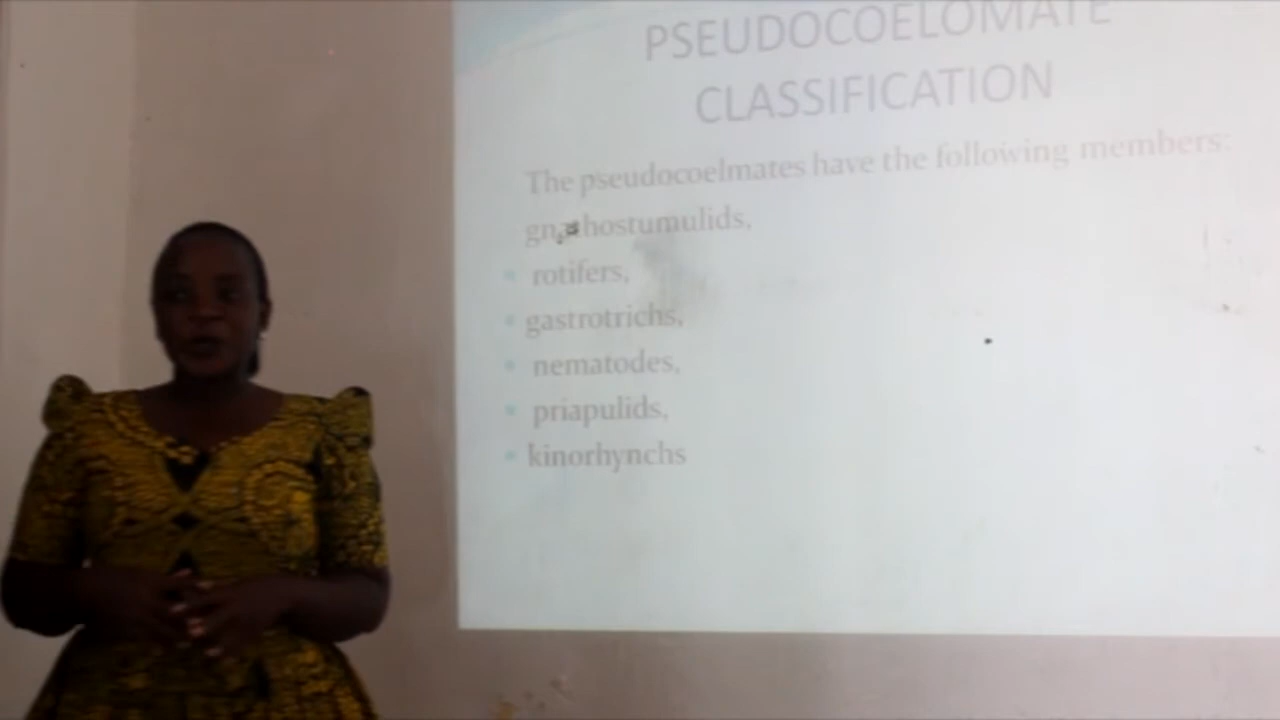 PSEUDOCOELOMATE
CLASSIFICATION
The pseudocoelmates have the following members:
gnathostumulids,
rotifers,
gastrotrichs,
nematodes,
priapulids,
kinorhynchs